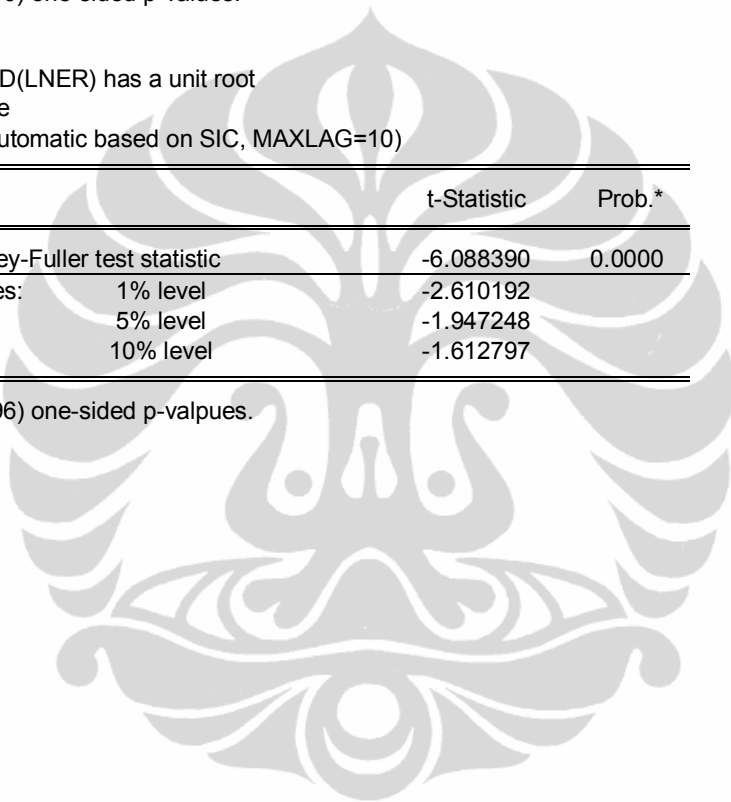 one-sided p-values.
D(LNER) has a unit root
e
utomatic based on SIC, MAXLAG=10)
t-Statistic Prob.*
ey-Fuller test statistic -6.088390 0.0000
es: 1% level -2.610192
5% level -1.947248
10% level -1.612797
96) one-sided p-valpues.